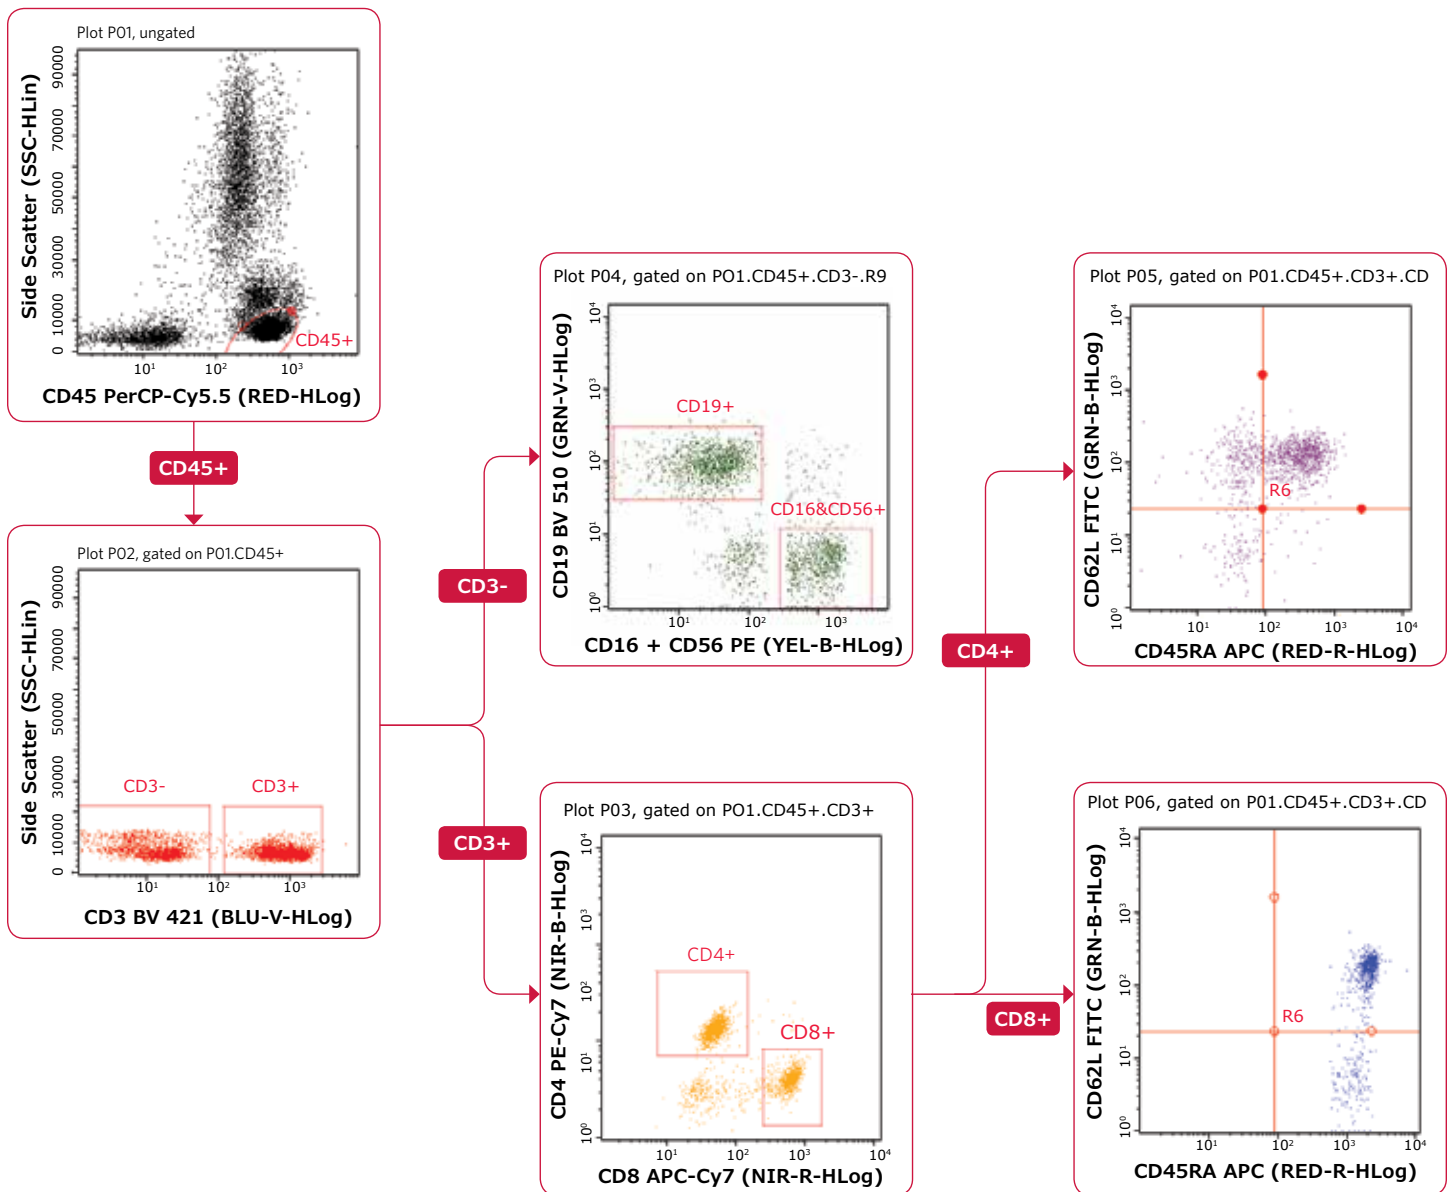 Plot P01, ungated
Side Scatter (SSC-HLin)
90000
70000
50000
30000
10000
0
CD45+
10¹ 10² 10³
CD45 PerCP-Cy5.5 (RED-HLog)
CD45+
Plot P02, gated on P01.CD45+
Side Scatter (SSC-HLin)
90000
70000
50000
30000
10000
0
CD3-
CD3+
10¹ 10² 10³
CD3 BV 421 (BLU-V-HLog)
CD3-
CD3+
Plot P04, gated on PO1.CD45+.CD3-.R9
CD19 BV 510 (GRN-V-HLog)
10⁴
10³
10²
10¹
10⁰
CD19+
CD16&CD56+
10¹ 10² 10³
CD16 + CD56 PE (YEL-B-HLog)
Plot P03, gated on PO1.CD45+.CD3+
CD4 PE-Cy7 (NIR-B-HLog)
10⁴
10³
10²
10¹
10⁰
CD4+
CD8+
10¹ 10² 10³ 10⁴
CD8 APC-Cy7 (NIR-R-HLog)
CD4+
CD8+
Plot P05, gated on P01.CD45+.CD3+.CD
CD62L FITC (GRN-B-HLog)
10⁴
10³
10²
10¹
10⁰
R6
10¹ 10² 10³ 10⁴
CD45RA APC (RED-R-HLog)
Plot P06, gated on P01.CD45+.CD3+.CD
CD62L FITC (GRN-B-HLog)
10⁴
10³
10²
10¹
10⁰
R6
10¹ 10² 10³ 10⁴
CD45RA APC (RED-R-HLog)